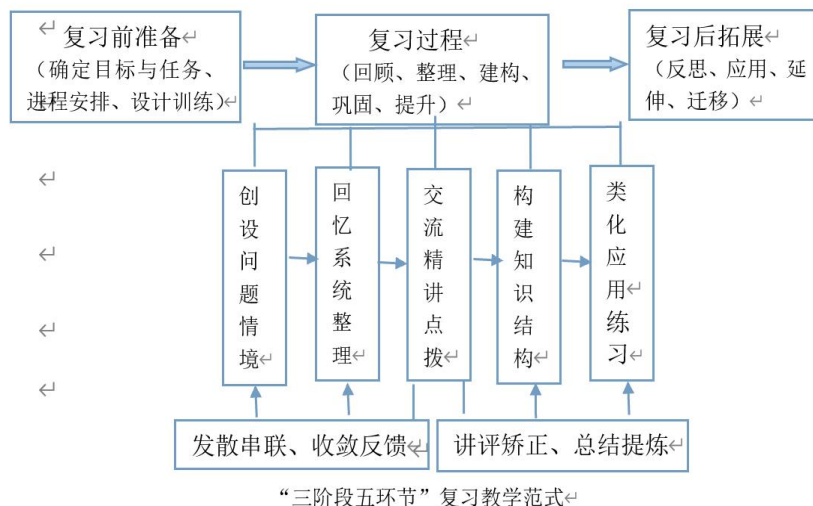 复习前准备
（确定目标与任务、
进程安排、设计训练）
复习过程
（回顾、整理、建构、
巩固、提升）
复习后拓展
（反思、应用、延
伸、迁移）
创设问题情境
回忆系统整理
交流精讲点拨
构建知识结构
类化应用练习
发散串联、收敛反馈
讲评矫正、总结提炼
“三阶段五环节”复习教学范式